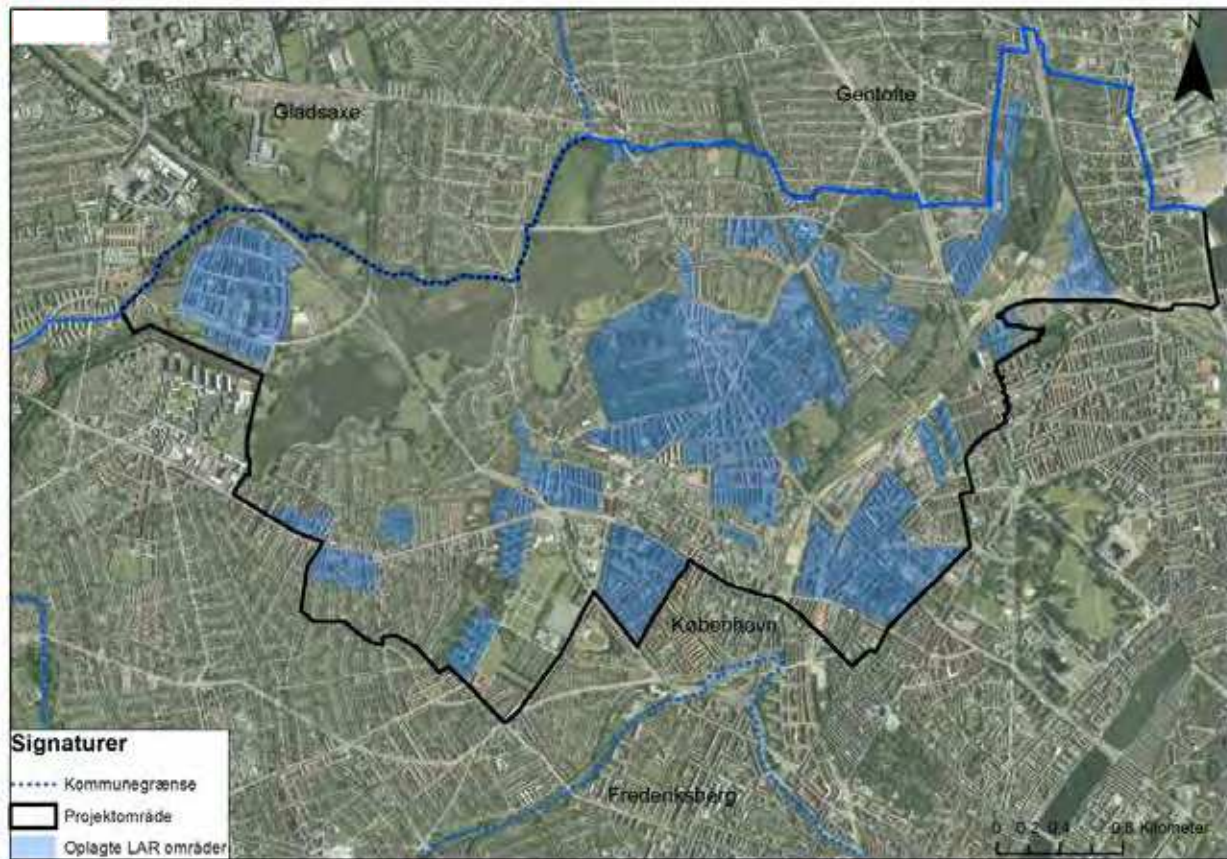 N
Gladsaxe
Gentofte
København
Frederiksberg
Signaturer
Kommunegrænse
Projektområde
Oplagte LAR områder
0 0.2 0.4 0.8 Kilometer